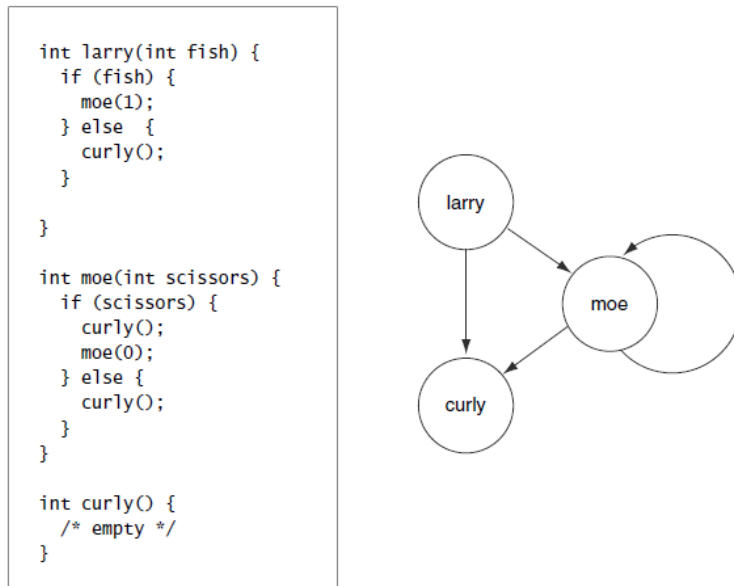 int larry(int fish) {
  if (fish) {
    moe(1);
  } else  {
    curly();
  }

}

int moe(int scissors) {
  if (scissors) {
    curly();
    moe(0);
  } else {
    curly();
  }
}

int curly() {
  /* empty */
}
larry
moe
curly